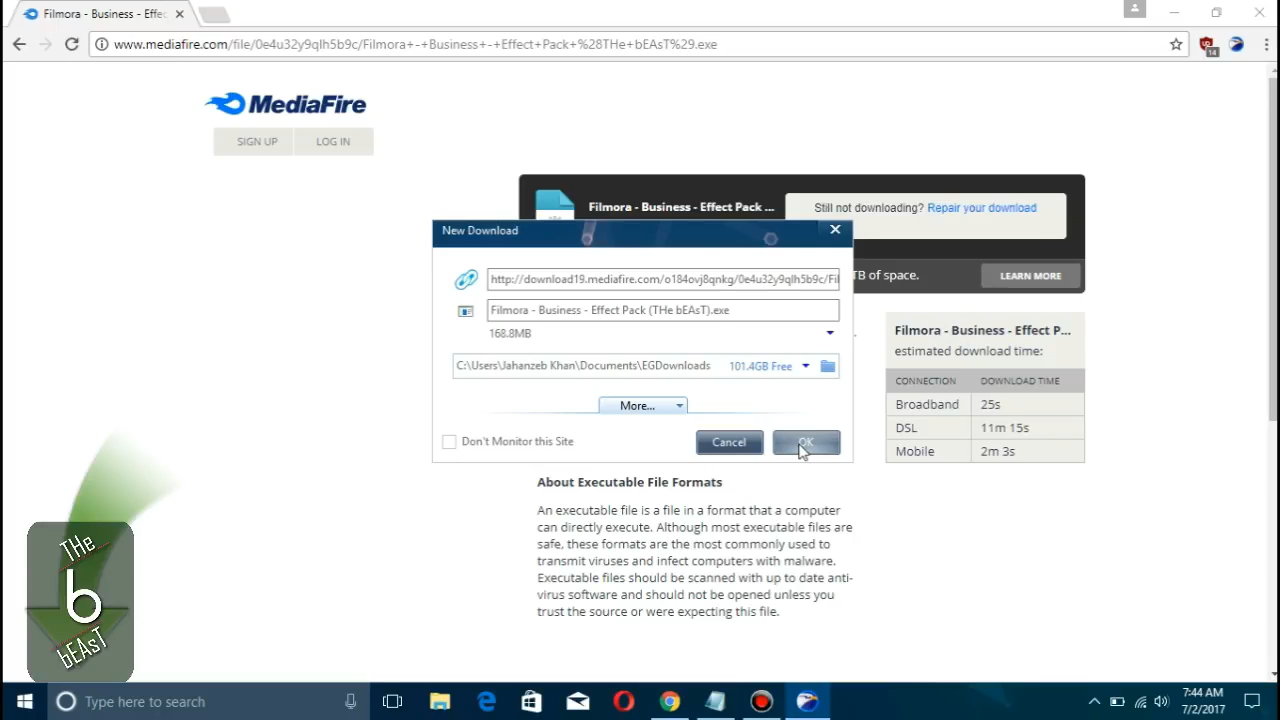 Filmora - Business - Effec
www.mediafire.com/file/0e4u32y9qlh5b9c/Filmora+-+Business+-+Effect+Pack+%28THe+bEAsT%29.exe
14
MediaFire
SIGN UP
LOG IN
Filmora - Business - Effect Pack ...
Still not downloading? Repair your download
TB of space.
LEARN MORE
New Download
http://download19.mediafire.com/o184ovj8qnkg/0e4u32y9qlh5b9c/Fil
Filmora - Business - Effect Pack (THe bEAsT).exe
168.8MB
C:\Users\Jahanzeb Khan\Documents\EGDownloads
101.4GB Free
More...
Don't Monitor this Site
Cancel
OK
Filmora - Business - Effect P...
estimated download time:
CONNECTION DOWNLOAD TIME
Broadband 25s
DSL 11m 15s
Mobile 2m 3s
About Executable File Formats
An executable file is a file in a format that a computer
can directly execute. Although most executable files are
safe, these formats are the most commonly used to
transmit viruses and infect computers with malware.
Executable files should be scanned with up to date anti-
virus software and should not be opened unless you
trust the source or were expecting this file.
THe
b
bEAsT
Type here to search
7:44 AM
7/2/2017